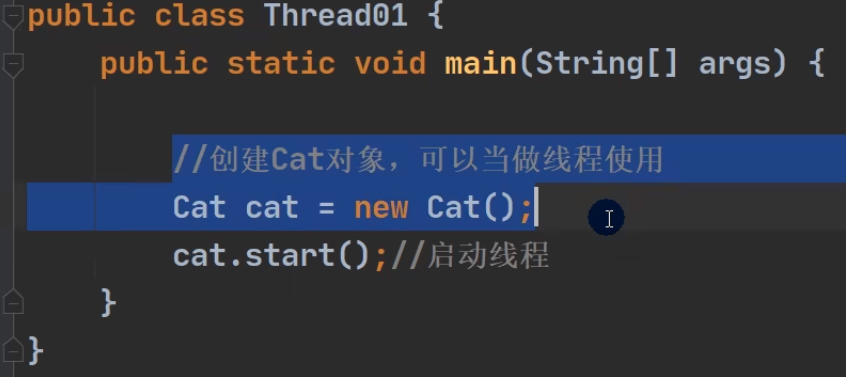 public class Thread01 {
public static void main(String[] args) {
//创建Cat对象，可以当做线程使用
Cat cat = new Cat();
cat.start();//启动线程
}
}